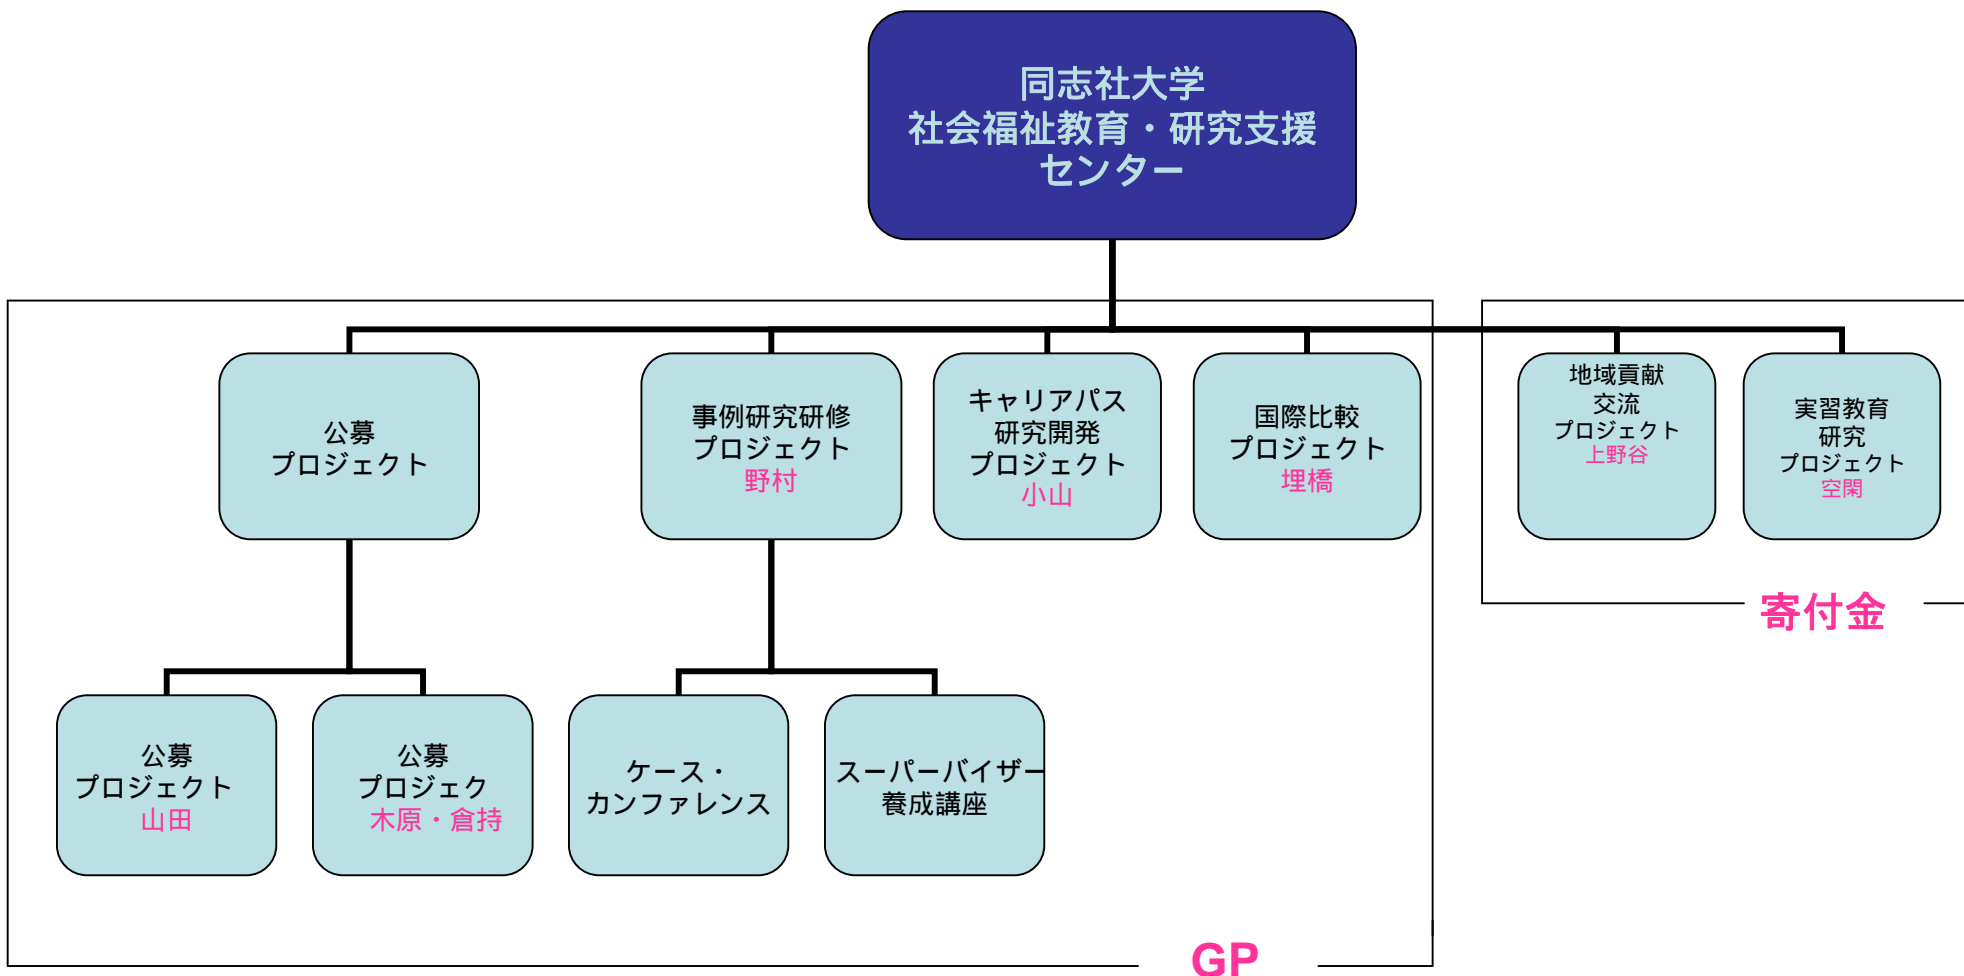 同志社大学
社会福祉教育・研究支援
センター
公募
プロジェクト
事例研究研修
プロジェクト
野村
キャリアパス
研究開発
プロジェクト
小山
国際比較
プロジェクト
埋橋
地域貢献
交流
プロジェクト
上野谷
実習教育
研究
プロジェクト
空閑
寄付金
公募
プロジェクト
山田
公募
プロジェク
木原・倉持
ケース・
カンファレンス
スーパーバイザー
養成講座
GP